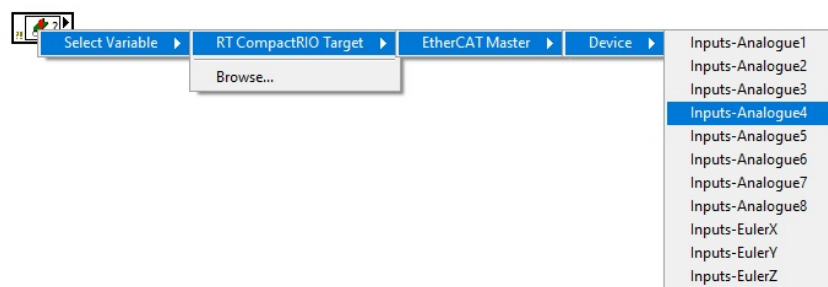 ?!
?
Select Variable
RT CompactRIO Target
EtherCAT Master
Device
Browse...
Inputs-Analogue1
Inputs-Analogue2
Inputs-Analogue3
Inputs-Analogue4
Inputs-Analogue5
Inputs-Analogue6
Inputs-Analogue7
Inputs-Analogue8
Inputs-EulerX
Inputs-EulerY
Inputs-EulerZ